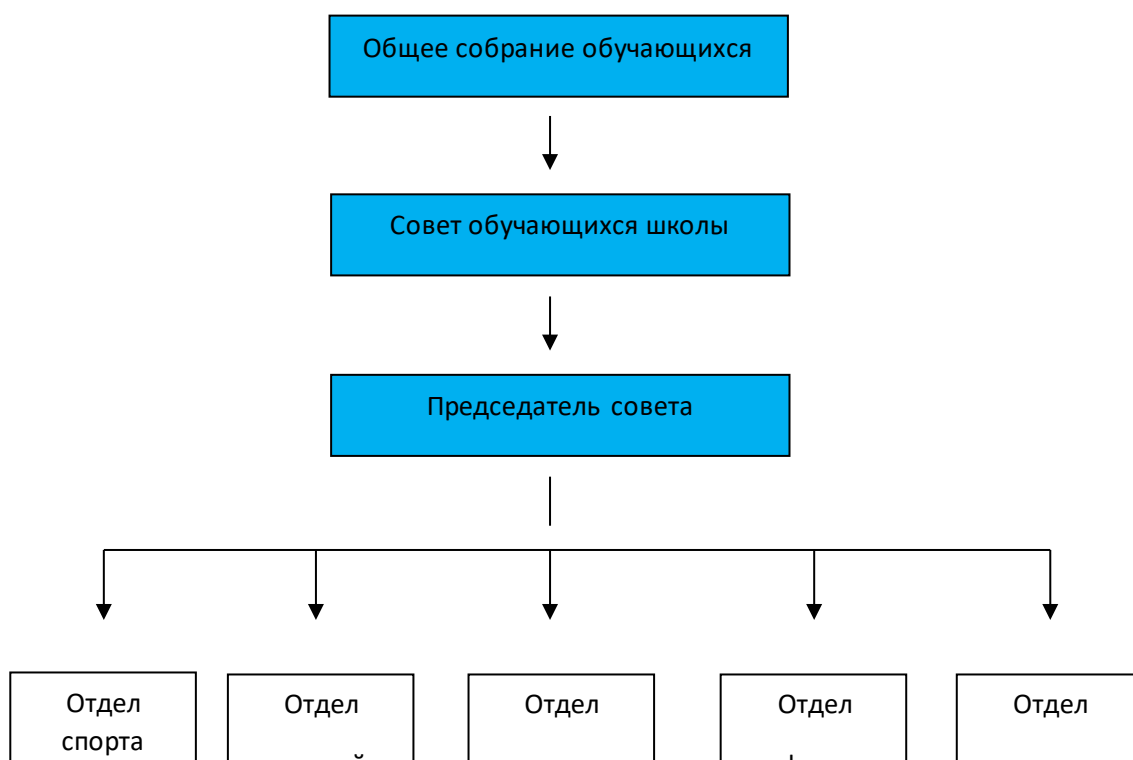 Общее собрание обучающихся
Совет обучающихся школы
Председатель совета
Отдел
спорта
Отдел
Отдел
Отдел
Отдел